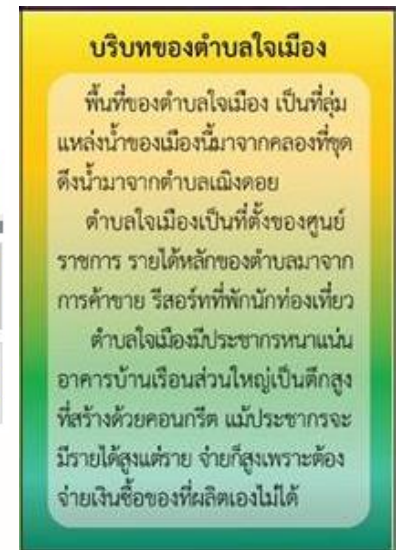 บริบทของตำบลใจเมือง
พื้นที่ของตำบลใจเมือง เป็นที่ลุ่ม
แหล่งน้ำของเมืองนี้มาจากคลองที่ขุด
ดึงน้ำมาจากตำบลเฌิงดอย
ตำบลใจเมืองเป็นที่ตั้งของศูนย์
ราชการ รายได้หลักของตำบลมาจาก
การค้าขาย รีสอร์ทที่พักนักท่องเที่ยว
ตำบลใจเมืองมีประชากรหนาแน่น
อาคารบ้านเรือนส่วนใหญ่เป็นตึกสูง
ที่สร้างด้วยคอนกรีต แม้ประชากรจะ
มีรายได้สูงแต่ราย จ่ายก็สูงเพราะต้อง
จ่ายเงินซื้อของที่ผลิตเองไม่ได้